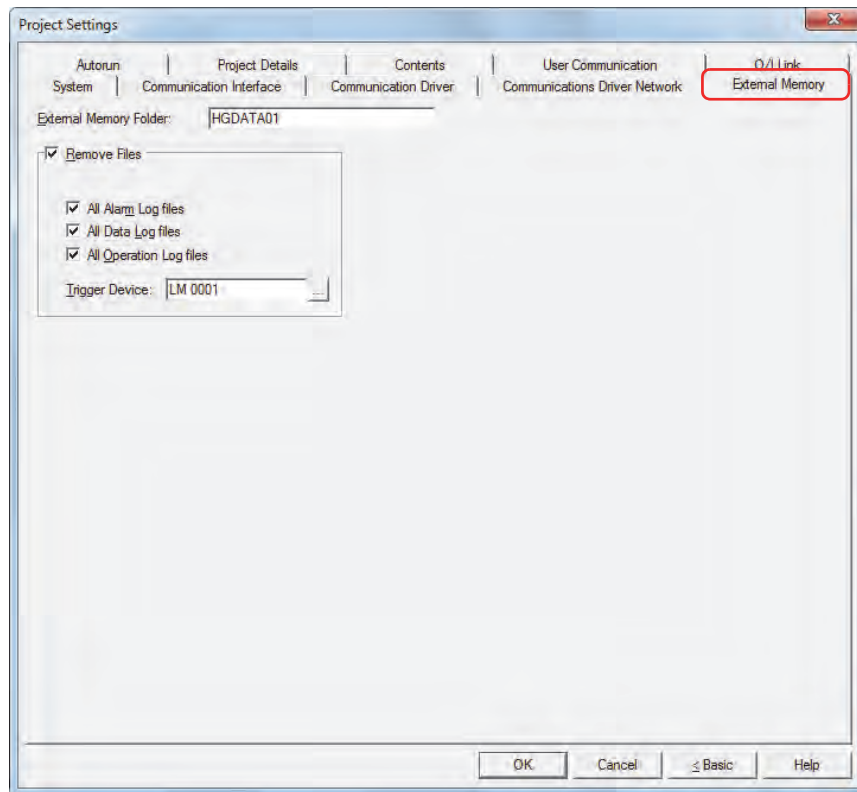 Project Settings
Autorun Project Details Contents User Communication O/I Link
System Communication Interface Communication Driver Communications Driver Network External Memory
External Memory Folder: HGDATA01
Remove Files
All Alarm Log files
All Data Log files
All Operation Log files
Trigger Device: LM 0001 ...
OK Cancel < Basic Help